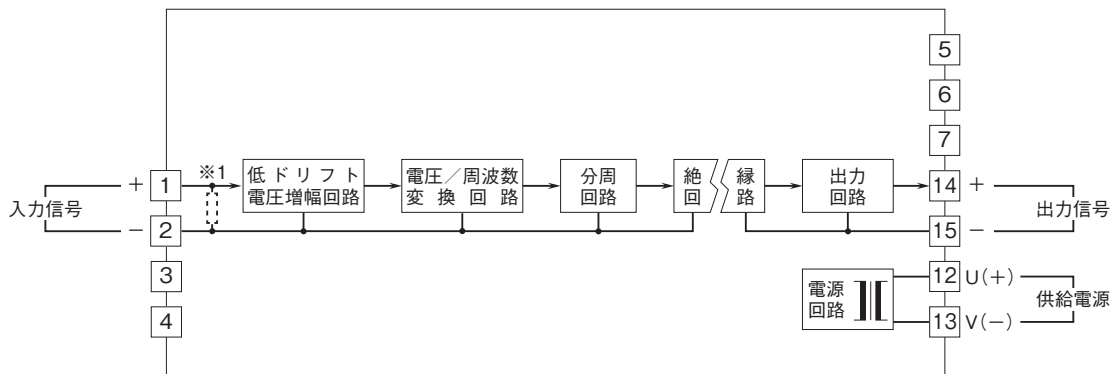 5
6
7
※1
+ 1
入力信号
− 2
3
4
低ドリフト
電圧増幅回路
電圧／周波数
変換回路
分周
回路
絶縁
回路
出力
回路
14 +
出力信号
15 −
電源
回路
12 U(+)
供給電源
13 V(−)